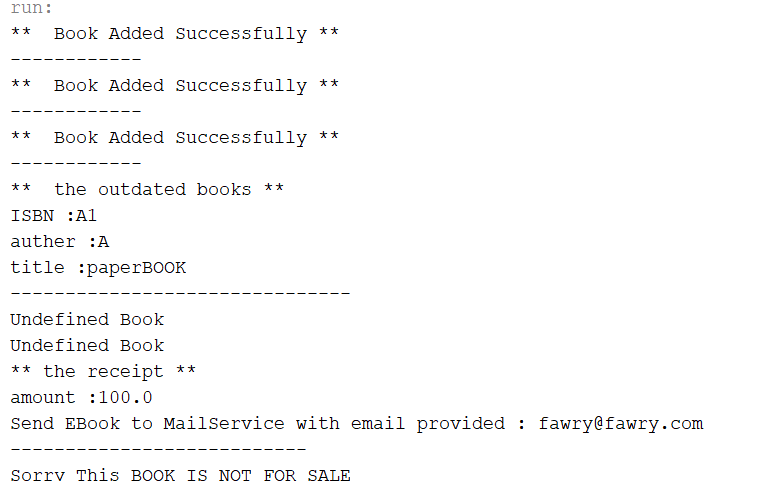 run:
**  Book Added Successfully **
------------
**  Book Added Successfully **
------------
**  Book Added Successfully **
------------
**  the outdated books **
ISBN :A1
auther :A
title :paperBOOK
-------------------------------
Undefined Book
Undefined Book
** the receipt **
amount :100.0
Send EBook to MailService with email provided : fawry@fawry.com
---------------------------
Sorry This BOOK IS NOT FOR SALE